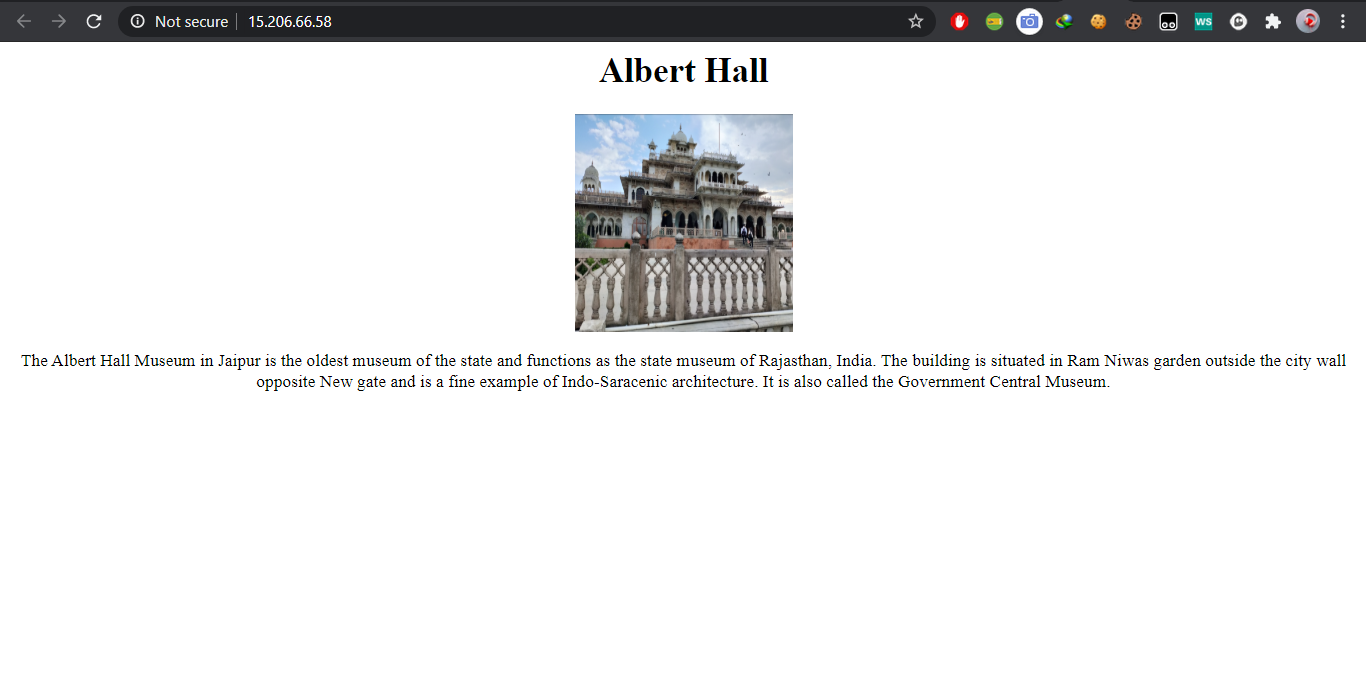 Not secure 15.206.66.58
WS
Albert Hall
The Albert Hall Museum in Jaipur is the oldest museum of the state and functions as the state museum of Rajasthan, India. The building is situated in Ram Niwas garden outside the city wall
opposite New gate and is a fine example of Indo-Saracenic architecture. It is also called the Government Central Museum.